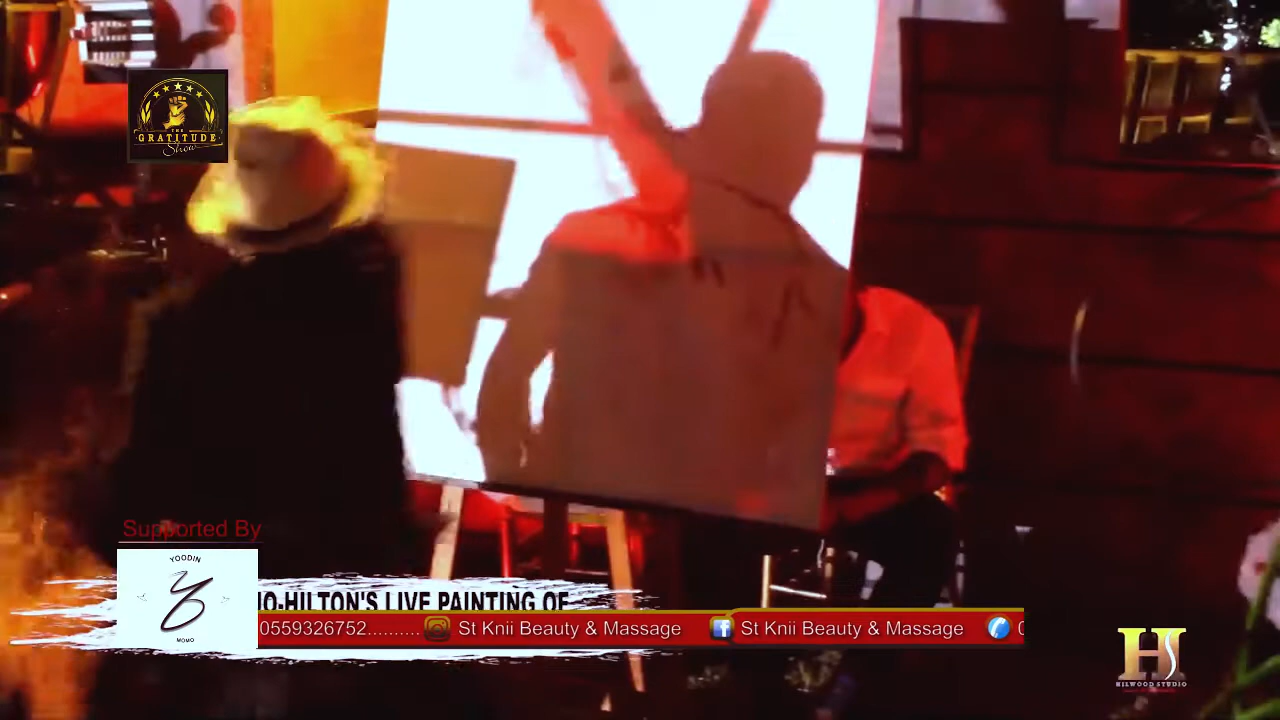 THE
GRATITUDE
Show
Supported By
YOODIN
MOMO
IO-HILTON'S LIVE PAINTING OF
0559326752.......... St Knii Beauty & Massage St Knii Beauty & Massage
HS
HILWOOD STUDIO